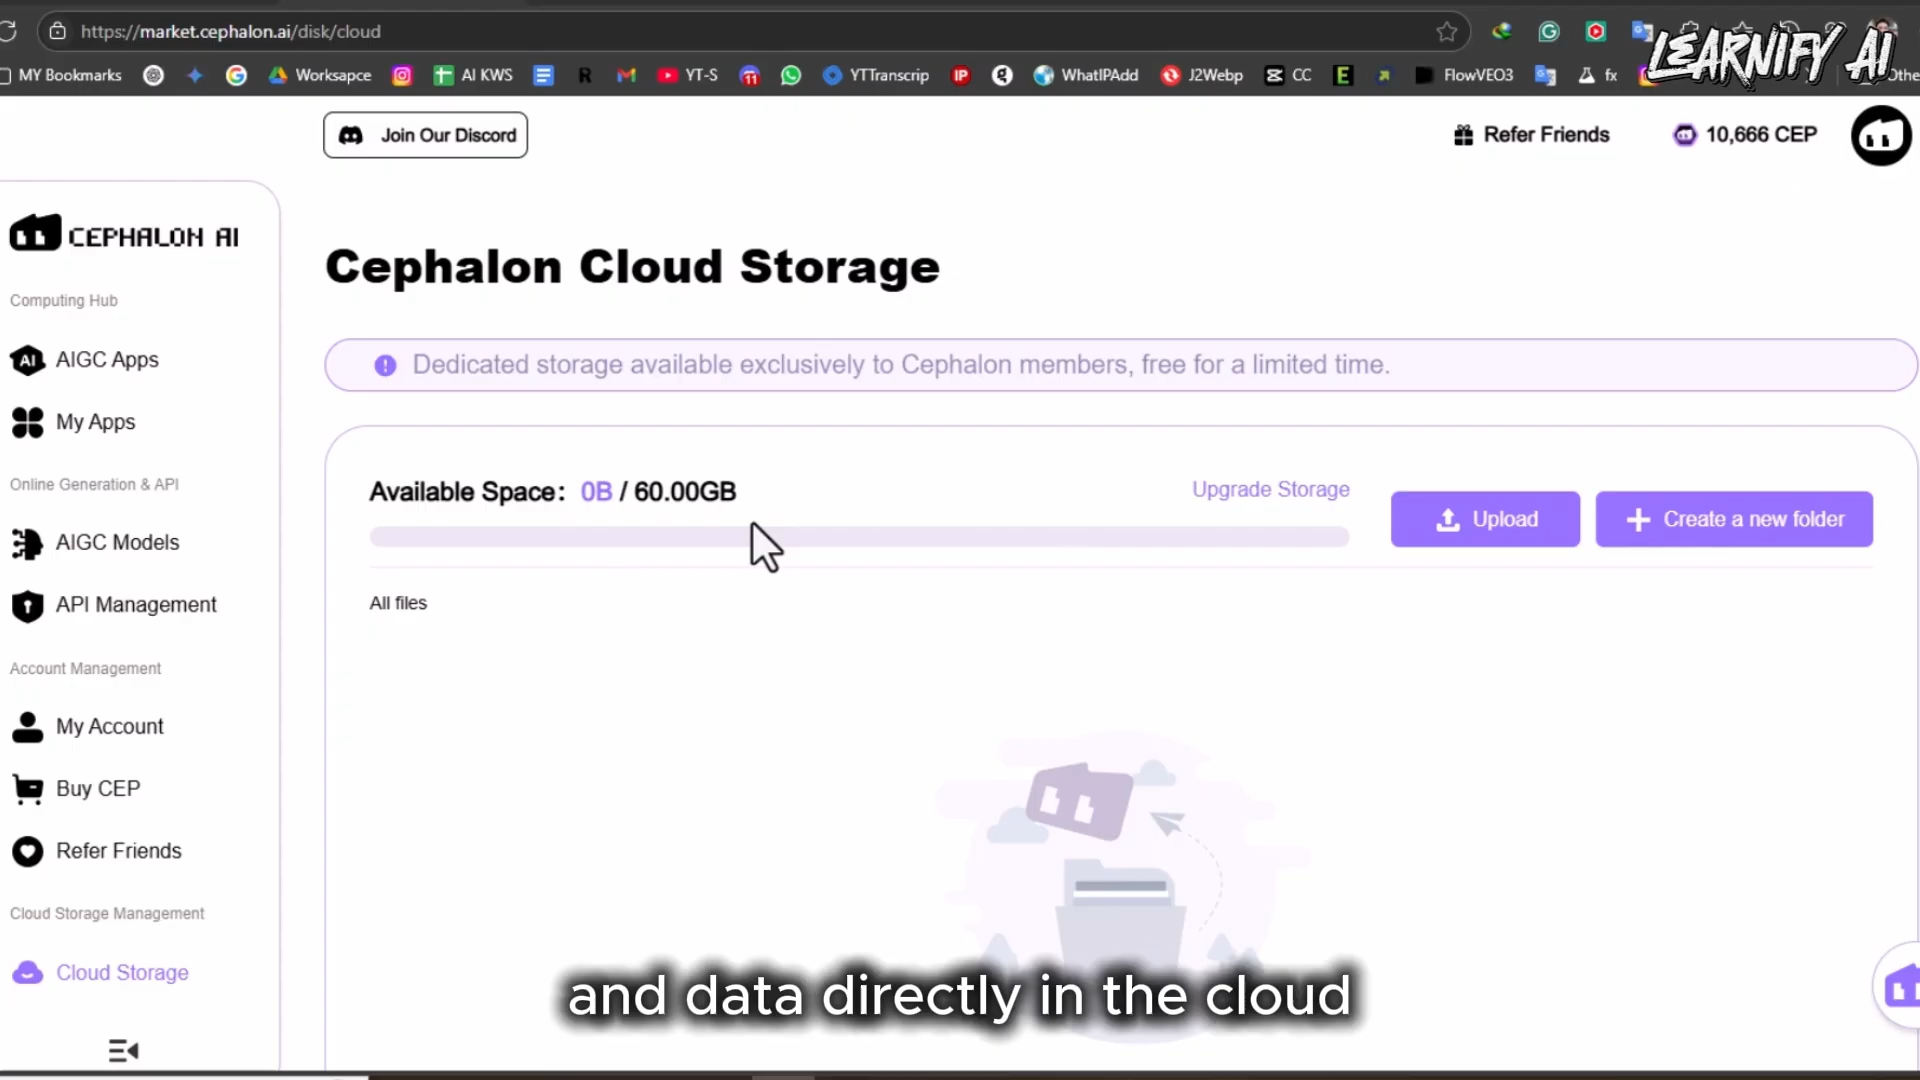 https://market.cephalon.ai/disk/cloud
LEARNIFY AI
MY Bookmarks
Worksapce
AI KWS
R
YT-S
11
YTTranscrip
IP
WhatIPAdd
J2Webp
CC
E
FlowVEO3
fx
Othe
Join Our Discord
Refer Friends
10,666 CEP
CEPHALON AI
Computing Hub
AI
AIGC Apps
My Apps
Online Generation & API
AIGC Models
API Management
Account Management
My Account
Buy CEP
Refer Friends
Cloud Storage Management
Cloud Storage
Cephalon Cloud Storage
Dedicated storage available exclusively to Cephalon members, free for a limited time.
Available Space: 0B / 60.00GB
Upgrade Storage
Upload
Create a new folder
All files
and data directly in the cloud